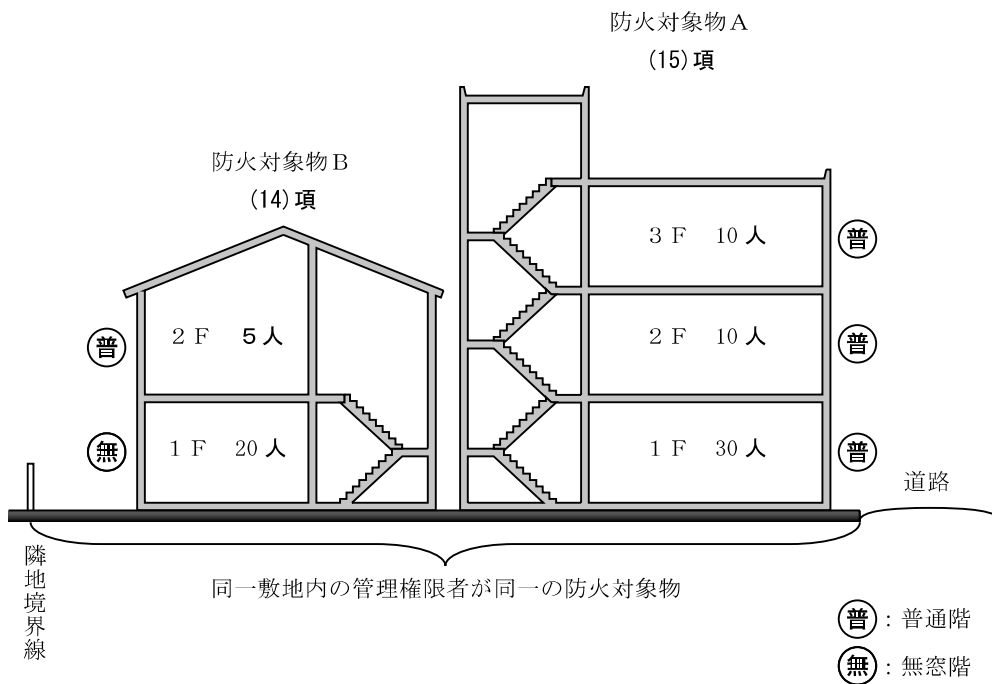 防火対象物A
(15)項
防火対象物B
(14)項
3F 10人
普
2F 5人
普
2F 10人
普
1F 20人
無
1F 30人
普
道路
隣地境界線
同一敷地内の管理権限者が同一の防火対象物
普：普通階
無：無窓階